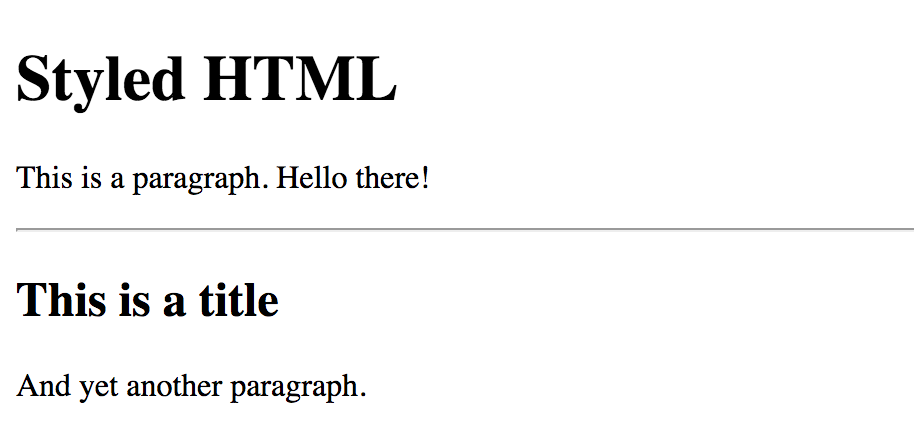 Styled HTML
This is a paragraph. Hello there!
This is a title
And yet another paragraph.